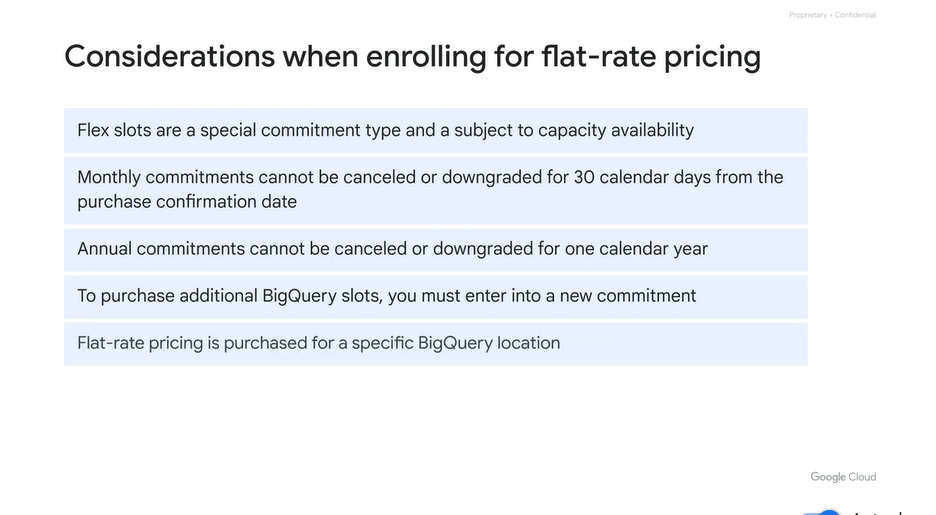 Proprietary + Confidential
Considerations when enrolling for flat-rate pricing
Flex slots are a special commitment type and a subject to capacity availability
Monthly commitments cannot be canceled or downgraded for 30 calendar days from the
purchase confirmation date
Annual commitments cannot be canceled or downgraded for one calendar year
To purchase additional BigQuery slots, you must enter into a new commitment
Flat-rate pricing is purchased for a specific BigQuery location
Google Cloud